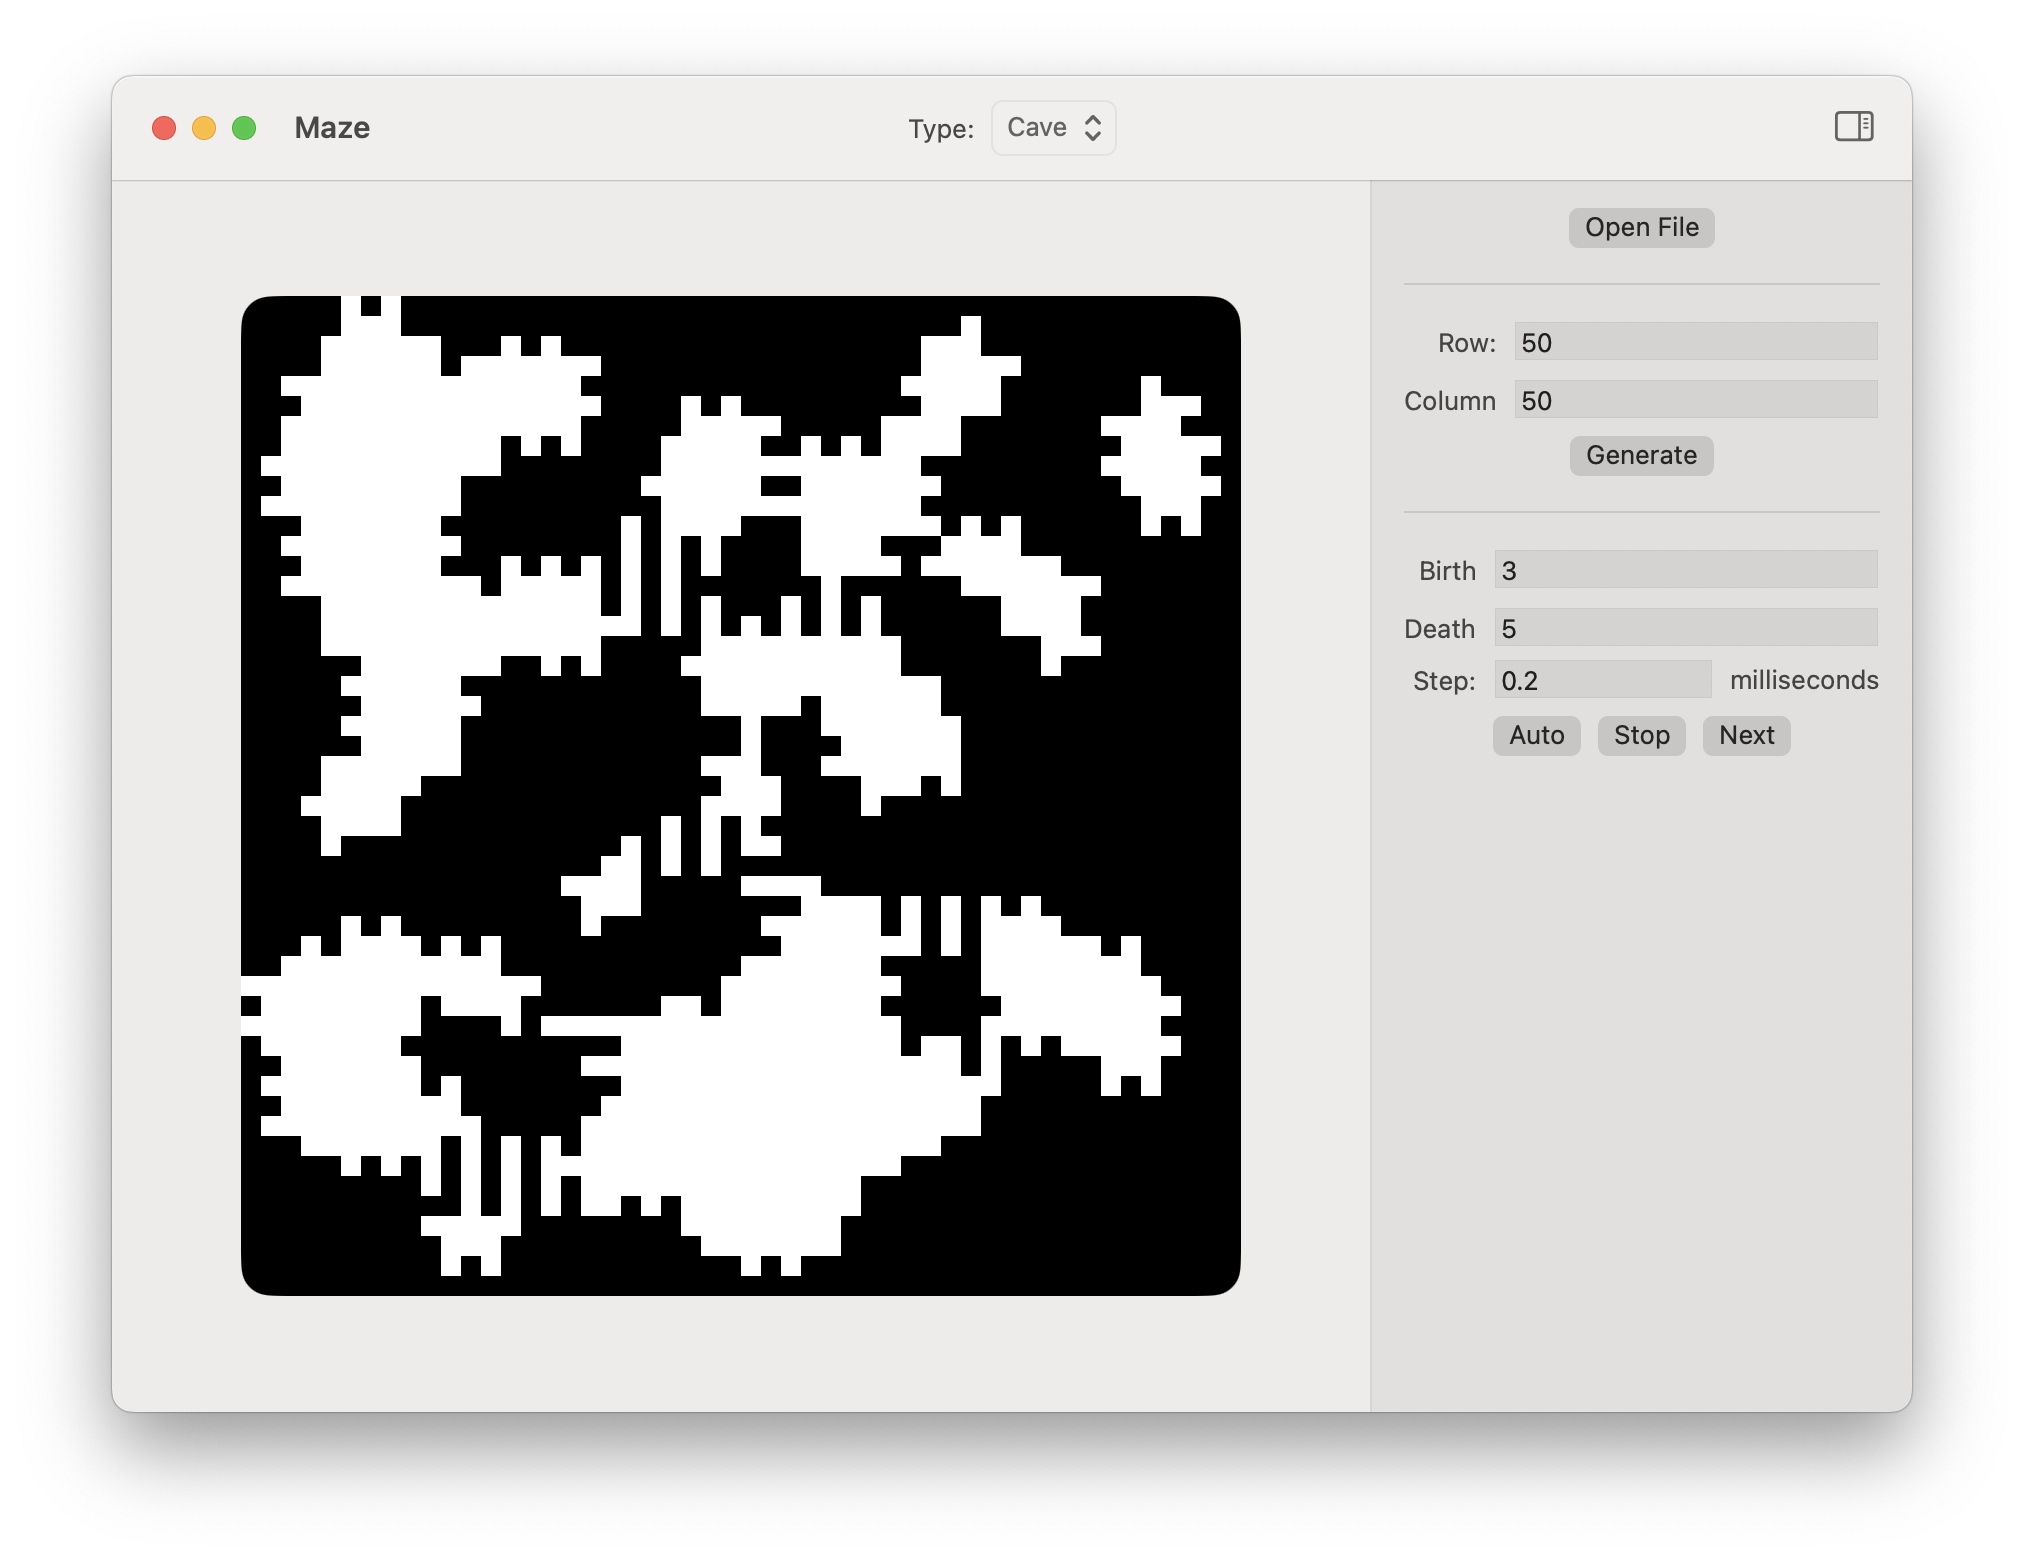 Maze
Type: Cave
Open File
Row: 50
Column 50
Generate
Birth 3
Death 5
Step: 0.2 milliseconds
Auto Stop Next